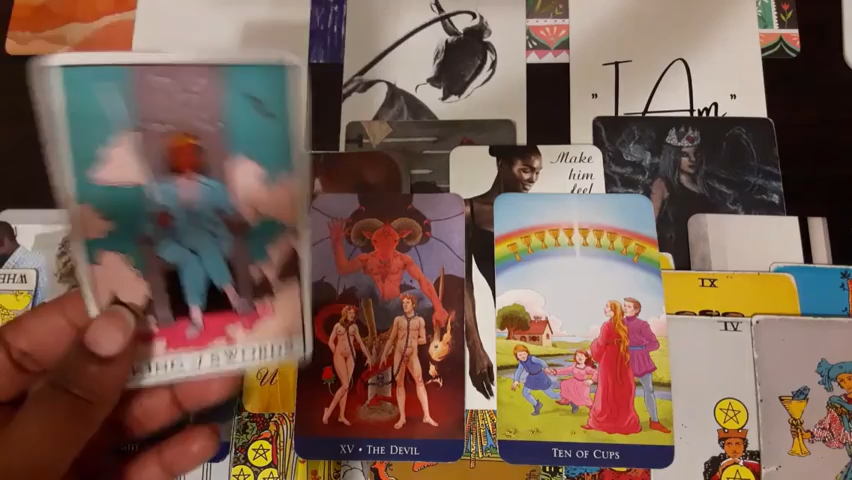 " I Am "
Make
him
feel
IX
IV
XV • THE DEVIL
TEN OF CUPS